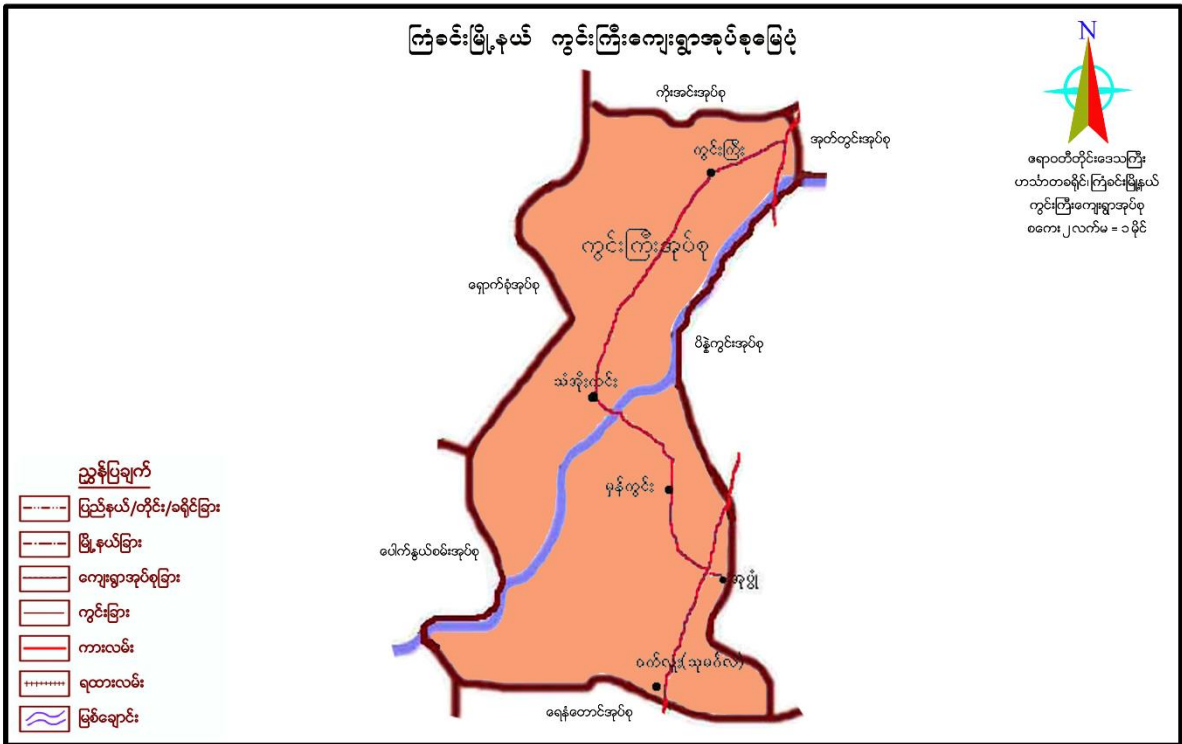 ကြံခင်းမြို့နယ် ကွင်းကြီးကျေးရွာအုပ်စုမြေပုံ
N
ကိုးအင်းအုပ်စု
အုတ်တွင်းအုပ်စု
ကွင်းကြီး
ဧရာဝတီတိုင်းဒေသကြီး
ဟင်္သာတခရိုင်၊ကြံခင်းမြို့နယ်
ကွင်းကြီးကျေးရွာအုပ်စု
စကေး ၂ လက်မ = ၁ မိုင်
ကွင်းကြီးအုပ်စု
ရှောက်ခုံအုပ်စု
ပိန္နဲကွင်းအုပ်စု
သံအိုးကင်း
မှန်ကွင်း
ပေါက်နွယ်စမ်းအုပ်စု
အုပ္ပုံ
ဝက်လူး(သုမင်္ဂလ)
ရေနံတောင်အုပ်စု
ညွှန်ပြချက်
ပြည်နယ်/တိုင်း/ခရိုင်ခြား
မြို့နယ်ခြား
ကျေးရွာအုပ်စုခြား
ကွင်းခြား
ကားလမ်း
ရထားလမ်း
မြစ်ချောင်း